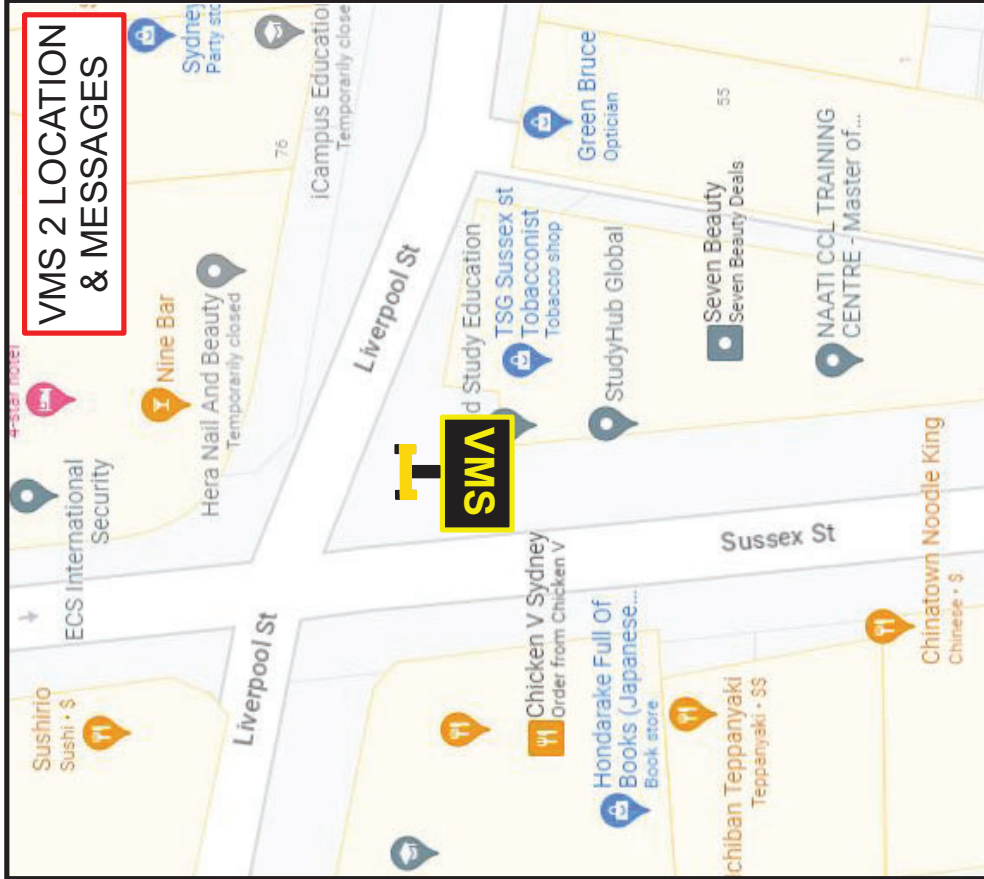 VMS 2 LOCATION
& MESSAGES
Sydney
Party sto
iCampus Education
Temporarily close
76
4-star hotel
Nine Bar
Hera Nail And Beauty
Temporarily closed
ECS International
Security
Sushirio
Sushi • $
Liverpool St
Liverpool St
Green Bruce
Optician
55
d Study Education
TSG Sussex st
Tobacconist
Tobacco shop
StudyHub Global
Seven Beauty
Seven Beauty Deals
NAATI CCL TRAINING
CENTRE - Master of...
VMS
Sussex St
Chicken V Sydney
Order from Chicken V
Hondarake Full Of
Books (Japanese...
Book store
chiban Teppanyaki
Teppanyaki • $$
Chinatown Noodle King
Chinese • $
1